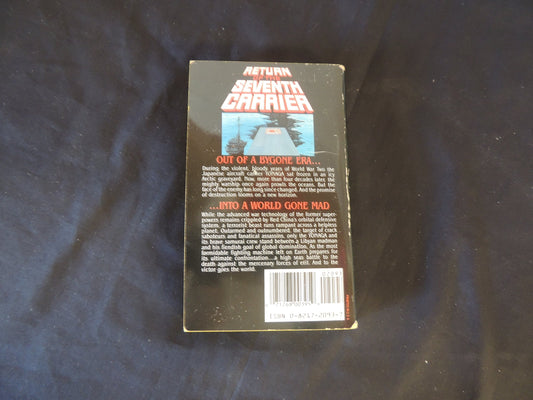 RETURN
OF THE
SEVENTH
CARRIER
OUT OF A BYGONE ERA...
During the violent, bloody years of World War Two the
Japanese aircraft carrier YONAGA sat frozen in an icy
Arctic graveyard. Now, more than four decades later, the
mighty warship once again prowls the oceans. But the
face of the enemy has long since changed. And the promise
of destruction looms on a new horizon.
...INTO A WORLD GONE MAD
While the advanced war technology of the former super-
powers remains crippled by Red China's orbital defensive
system, a terrorist beast runs rampant across a helpless
planet. Outarmed and outnumbered, the target of crack
saboteurs and fanatical assassins, only the YONAGA and
its brave samurai crew stand between a Libyan madman
and his fiendish goal of global domination. As the most
formidable fighting machine left on Earth prepares for
its ultimate confrontation...a high seas battle to the
death against the mercenary forces of evil. And to the
victor goes the world.
02093
ISBN 0-8217-2093-7